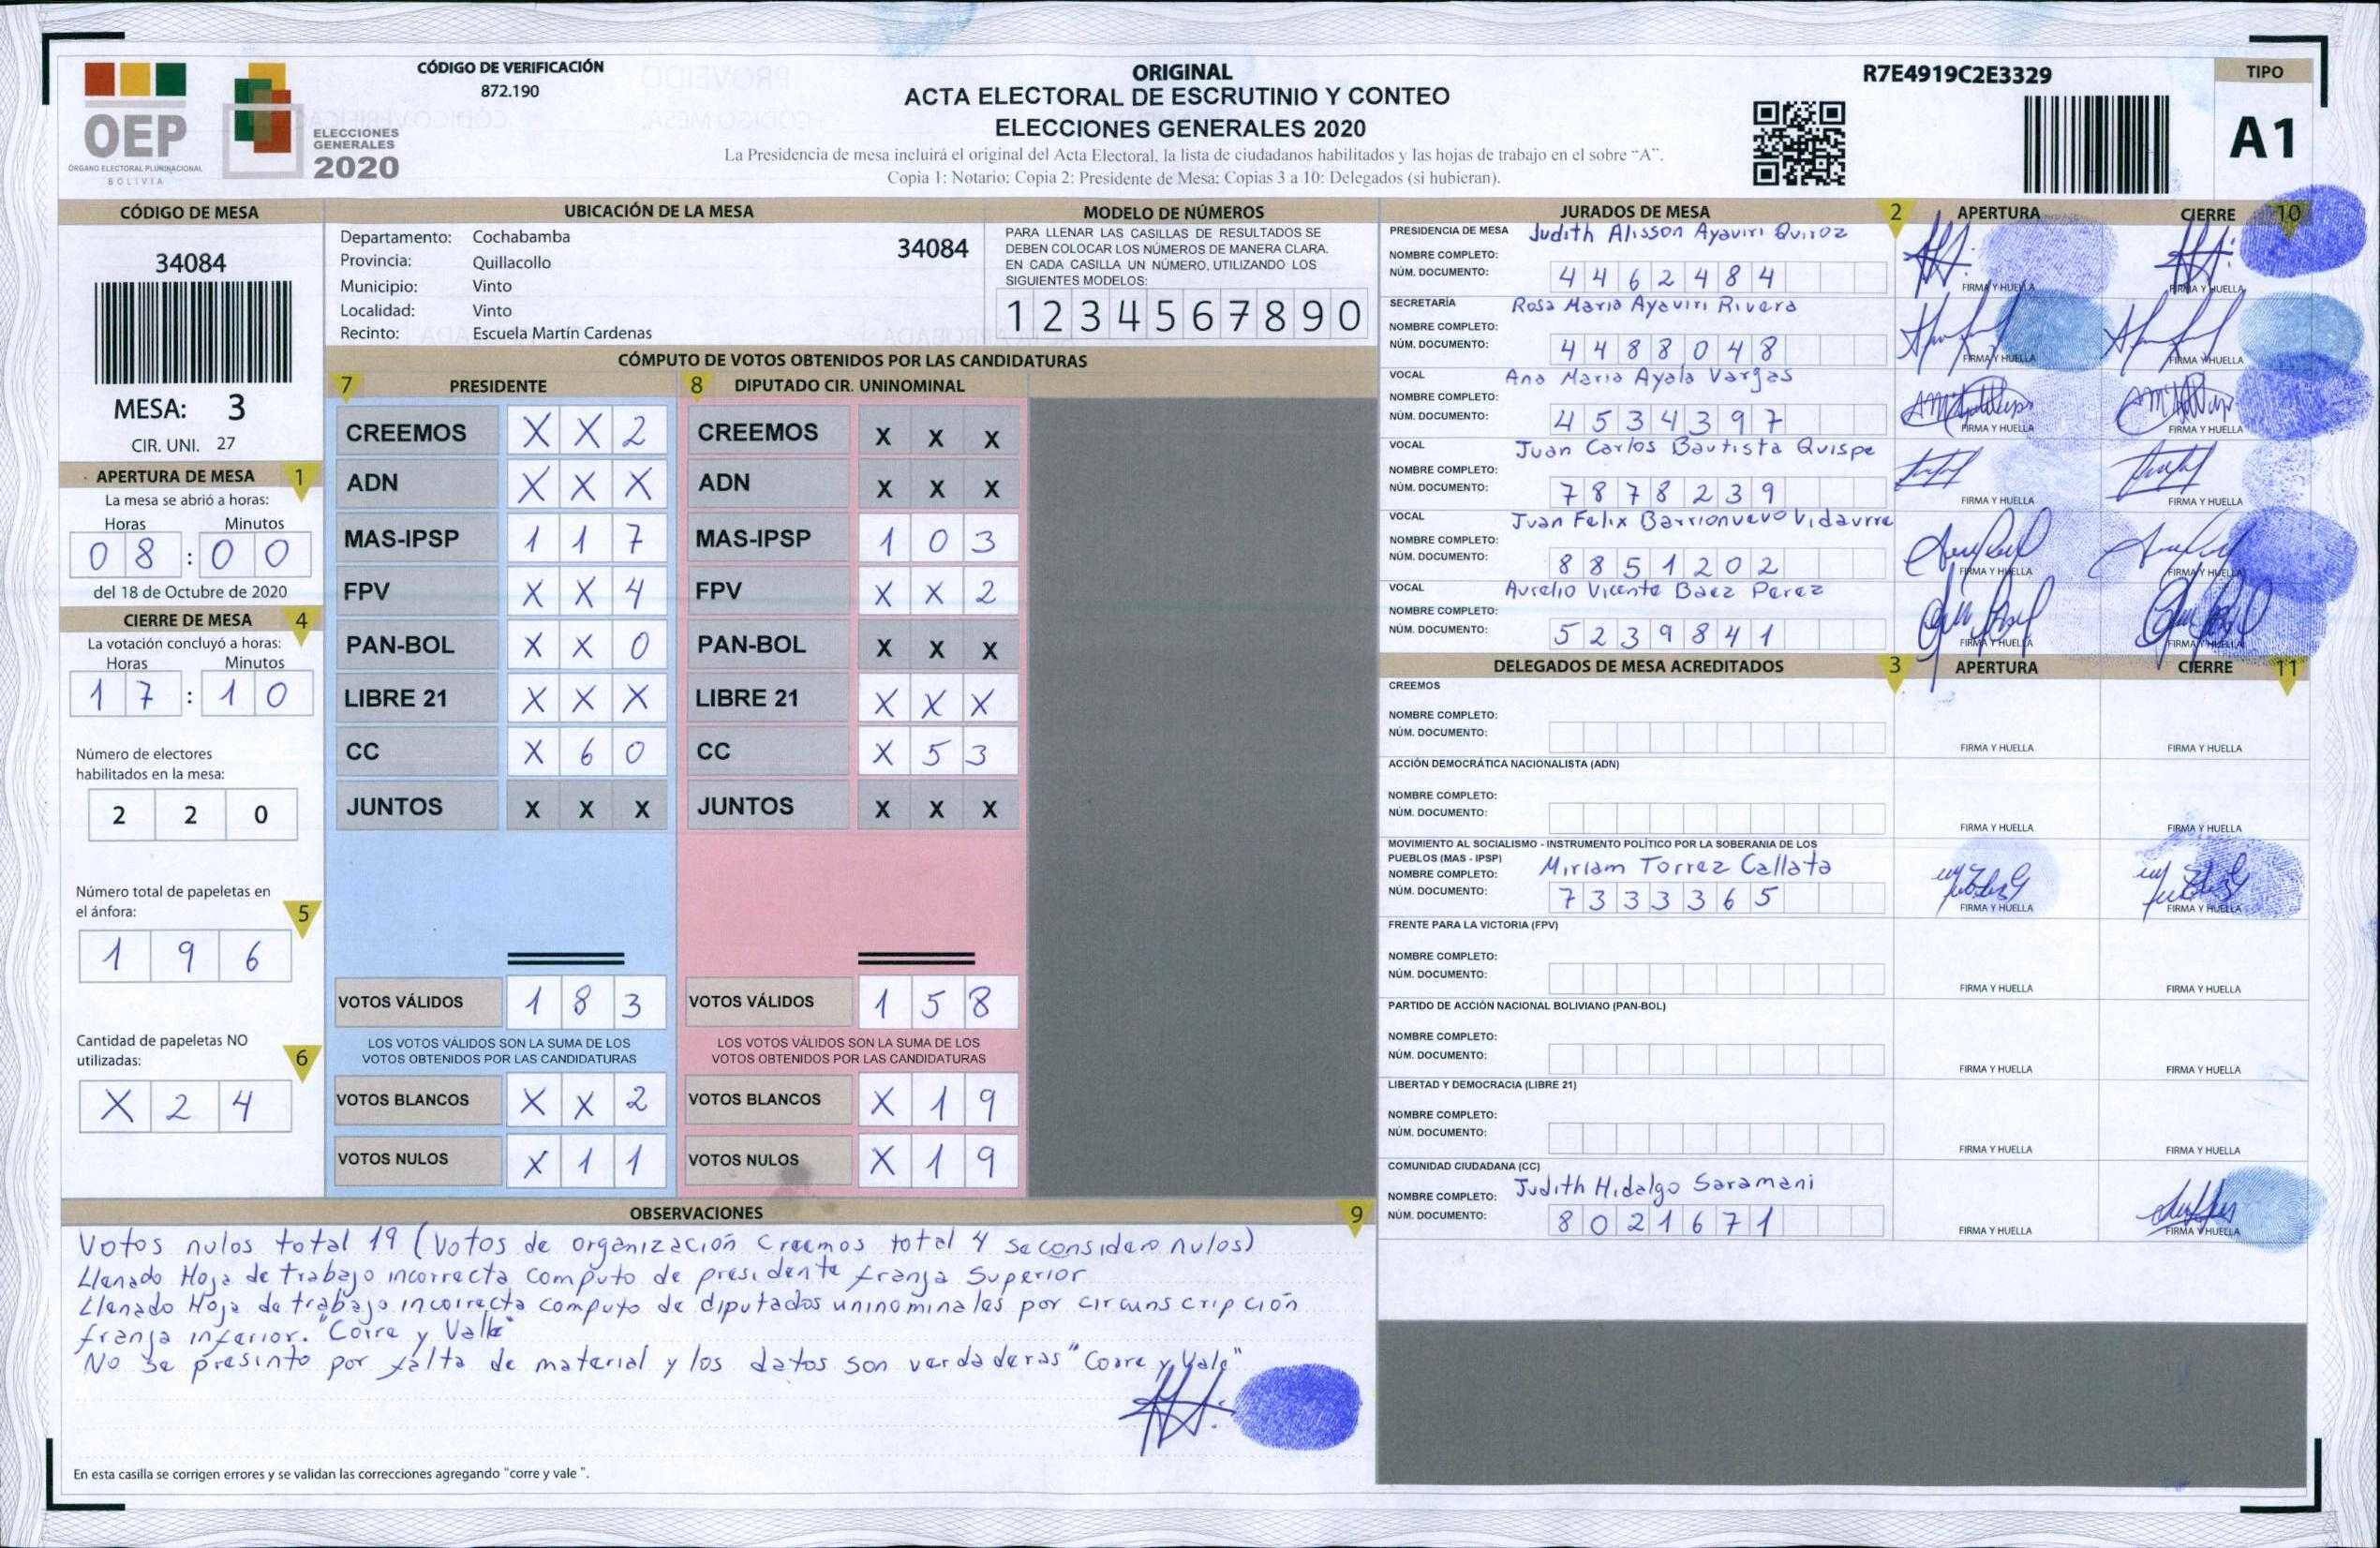 CÓDIGO DE VERIFICACIÓN
872.190
OEP
ÓRGANO ELECTORAL PLURINACIONAL
BOLIVIA
ELECCIONES
GENERALES
2020
ORIGINAL
ACTA ELECTORAL DE ESCRUTINIO Y CONTEO
ELECCIONES GENERALES 2020
La Presidencia de mesa incluirá el original del Acta Electoral, la lista de ciudadanos habilitados y las hojas de trabajo en el sobre "A".
Copia 1: Notario; Copia 2: Presidente de Mesa; Copias 3 a 10: Delegados (si hubieran).
R7E4919C2E3329
TIPO
A1
CÓDIGO DE MESA
34084
MESA: 3
CIR. UNI. 27
UBICACIÓN DE LA MESA
Departamento: Cochabamba
34084
Provincia: Quillacollo
Municipio: Vinto
Localidad: Vinto
Recinto: Escuela Martín Cardenas
MODELO DE NÚMEROS
PARA LLENAR LAS CASILLAS DE RESULTADOS SE
DEBEN COLOCAR LOS NÚMEROS DE MANERA CLARA.
EN CADA CASILLA UN NÚMERO, UTILIZANDO LOS
SIGUIENTES MODELOS:
1 2 3 4 5 6 7 8 9 0
APERTURA DE MESA 1
La mesa se abrió a horas:
Horas Minutos
0 8 : 0 0
del 18 de Octubre de 2020
CIERRE DE MESA 4
La votación concluyó a horas:
Horas Minutos
1 7 : 1 0
Número de electores
habilitados en la mesa:
2 2 0
Número total de papeletas en
el ánfora: 5
1 9 6
Cantidad de papeletas NO
utilizadas: 6
X 2 4
CÓMPUTO DE VOTOS OBTENIDOS POR LAS CANDIDATURAS
7 PRESIDENTE
CREEMOS X X 2
ADN X X X
MAS-IPSP 1 1 7
FPV X X 4
PAN-BOL X X 0
LIBRE 21 X X X
CC X 6 0
JUNTOS X X X
VOTOS VÁLIDOS 1 8 3
LOS VOTOS VÁLIDOS SON LA SUMA DE LOS
VOTOS OBTENIDOS POR LAS CANDIDATURAS
VOTOS BLANCOS X X 2
VOTOS NULOS X 1 1
8 DIPUTADO CIR. UNINOMINAL
CREEMOS X X X
ADN X X X
MAS-IPSP 1 0 3
FPV X X 2
PAN-BOL X X X
LIBRE 21 X X X
CC X 5 3
JUNTOS X X X
VOTOS VÁLIDOS 1 5 8
LOS VOTOS VÁLIDOS SON LA SUMA DE LOS
VOTOS OBTENIDOS POR LAS CANDIDATURAS
VOTOS BLANCOS X 1 9
VOTOS NULOS X 1 9
OBSERVACIONES 9
Votos nulos total 19 (Votos de organización Creemos total 4 se considero nulos)
Llenado Hoja de trabajo incorrecta computo de presidente franja Superior
Llenado Hoja de trabajo incorrecta computo de diputados uninominales por circunscripción
franja inferior. "Corre y Valle"
No se presinto por falta de material y los datos son verdaderas "Corre y Vale"
En esta casilla se corrigen errores y se validan las correcciones agregando "corre y vale ".
JURADOS DE MESA 2 APERTURA CIERRE 10
PRESIDENCIA DE MESA Judith Alisson Ayaviri Quiroz
NOMBRE COMPLETO:
NÚM. DOCUMENTO: 4 4 6 2 4 8 4
FIRMA Y HUELLA FIRMA Y HUELLA
SECRETARÍA Rosa Maria Ayaviri Rivera
NOMBRE COMPLETO:
NÚM. DOCUMENTO: 4 4 8 8 0 4 8
FIRMA Y HUELLA FIRMA Y HUELLA
VOCAL Ana Maria Ayala Vargas
NOMBRE COMPLETO:
NÚM. DOCUMENTO: 4 5 3 4 3 9 7
FIRMA Y HUELLA FIRMA Y HUELLA
VOCAL Juan Carlos Bautista Quispe
NOMBRE COMPLETO:
NÚM. DOCUMENTO: 7 8 7 8 2 3 9
FIRMA Y HUELLA FIRMA Y HUELLA
VOCAL Juan Felix Barrionuevo Vidaurre
NOMBRE COMPLETO:
NÚM. DOCUMENTO: 8 8 5 1 2 0 2
FIRMA Y HUELLA FIRMA Y HUELLA
VOCAL Aurelio Vicente Baez Perez
NOMBRE COMPLETO:
NÚM. DOCUMENTO: 5 2 3 9 8 4 1
FIRMA Y HUELLA FIRMA Y HUELLA
DELEGADOS DE MESA ACREDITADOS 3 APERTURA CIERRE 11
CREEMOS
NOMBRE COMPLETO:
NÚM. DOCUMENTO:
FIRMA Y HUELLA FIRMA Y HUELLA
ACCIÓN DEMOCRÁTICA NACIONALISTA (ADN)
NOMBRE COMPLETO:
NÚM. DOCUMENTO:
FIRMA Y HUELLA FIRMA Y HUELLA
MOVIMIENTO AL SOCIALISMO - INSTRUMENTO POLÍTICO POR LA SOBERANIA DE LOS
PUEBLOS (MAS - IPSP) Miriam Torrez Callata
NOMBRE COMPLETO:
NÚM. DOCUMENTO: 7 3 3 3 3 6 5
FIRMA Y HUELLA FIRMA Y HUELLA
FRENTE PARA LA VICTORIA (FPV)
NOMBRE COMPLETO:
NÚM. DOCUMENTO:
FIRMA Y HUELLA FIRMA Y HUELLA
PARTIDO DE ACCIÓN NACIONAL BOLIVIANO (PAN-BOL)
NOMBRE COMPLETO:
NÚM. DOCUMENTO:
FIRMA Y HUELLA FIRMA Y HUELLA
LIBERTAD Y DEMOCRACIA (LIBRE 21)
NOMBRE COMPLETO:
NÚM. DOCUMENTO:
FIRMA Y HUELLA FIRMA Y HUELLA
COMUNIDAD CIUDADANA (CC)
NOMBRE COMPLETO: Judith Hidalgo Saramani
NÚM. DOCUMENTO: 8 0 2 1 6 7 1
FIRMA Y HUELLA FIRMA Y HUELLA